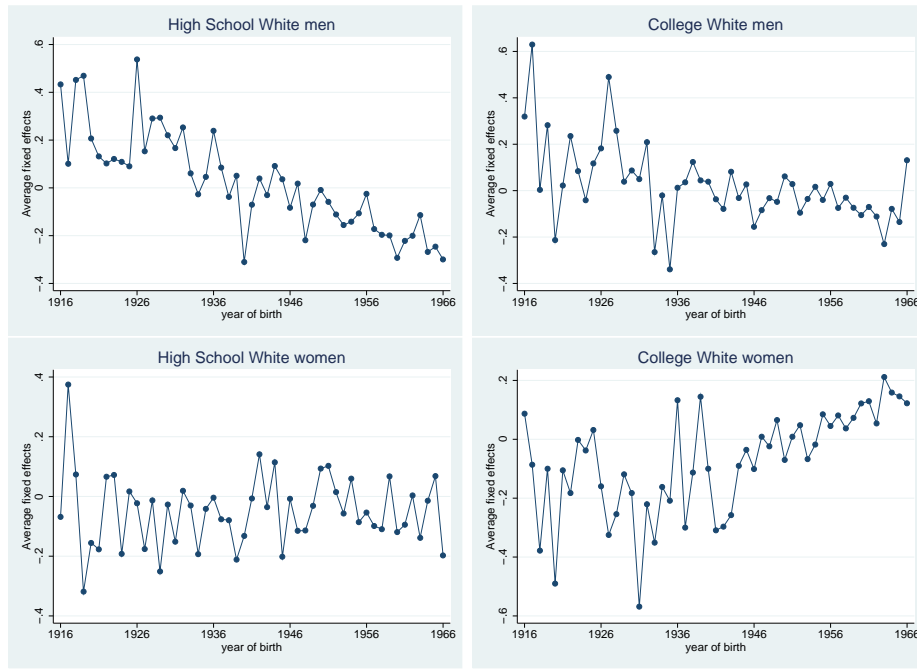 High School White men
Average fixed effects
.6
.4
.2
0
-.2
-.4
1916 1926 1936 1946 1956 1966
year of birth
College White men
Average fixed effects
.6
.4
.2
0
-.2
-.4
1916 1926 1936 1946 1956 1966
year of birth
High School White women
Average fixed effects
.4
.2
0
-.2
-.4
1916 1926 1936 1946 1956 1966
year of birth
College White women
Average fixed effects
.2
0
-.2
-.4
-.6
1916 1926 1936 1946 1956 1966
year of birth